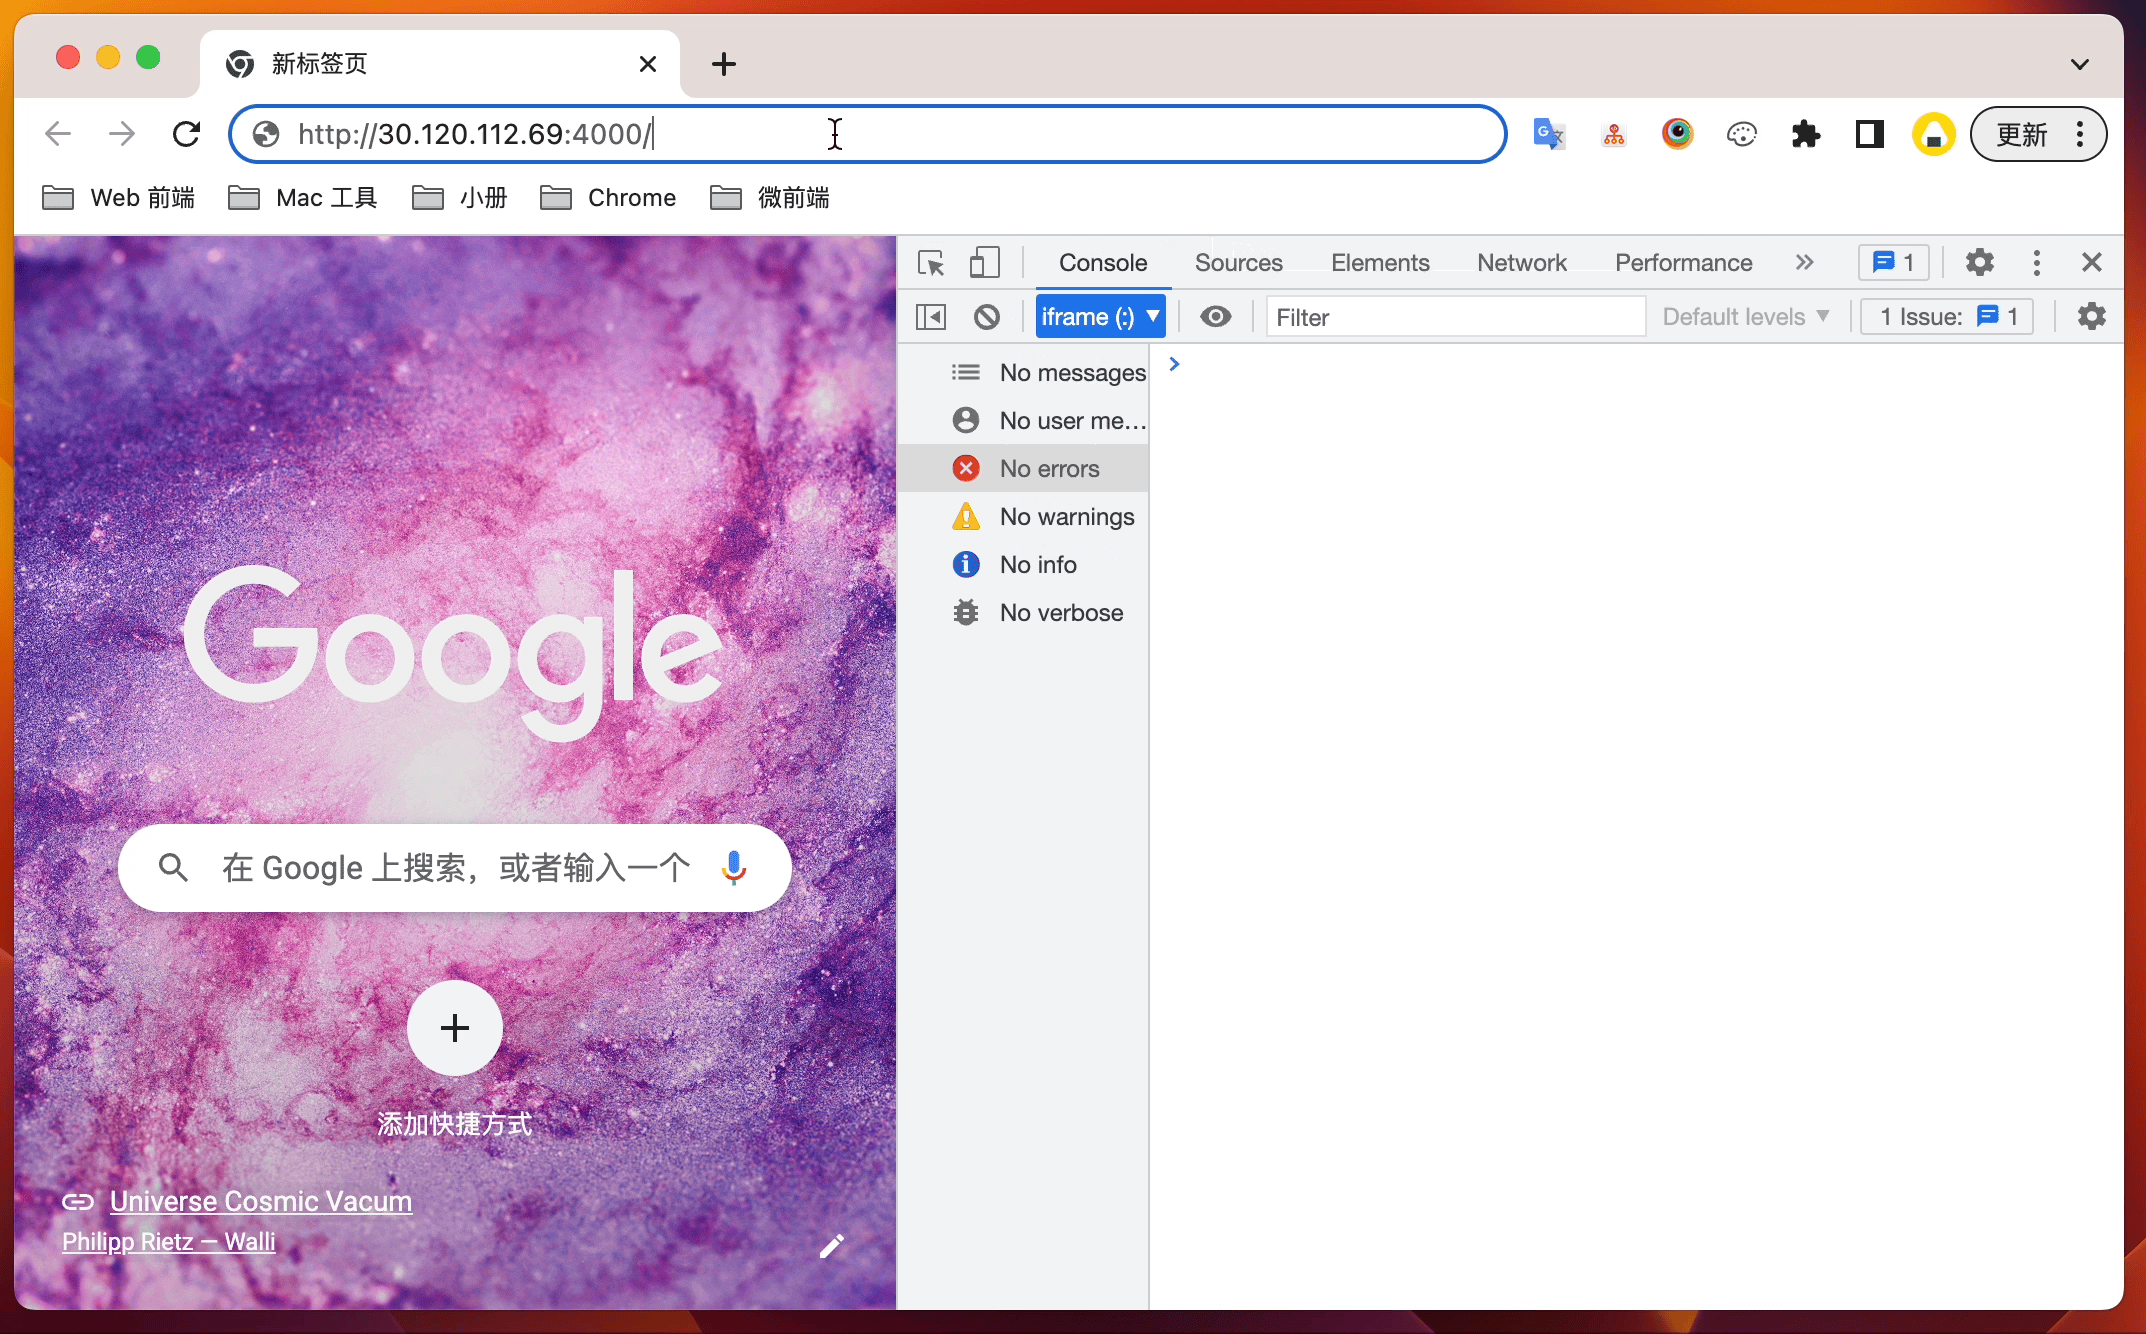 新标签页
http://30.120.112.69:4000/
更新
Web 前端
Mac 工具
小册
Chrome
微前端
Console
Sources
Elements
Network
Performance
1
iframe (:)
Filter
Default levels
1 Issue:
1
No messages
No user me...
No errors
No warnings
No info
No verbose
Google
在 Google 上搜索，或者输入一个
添加快捷方式
Universe Cosmic Vacum
Philipp Rietz — Walli